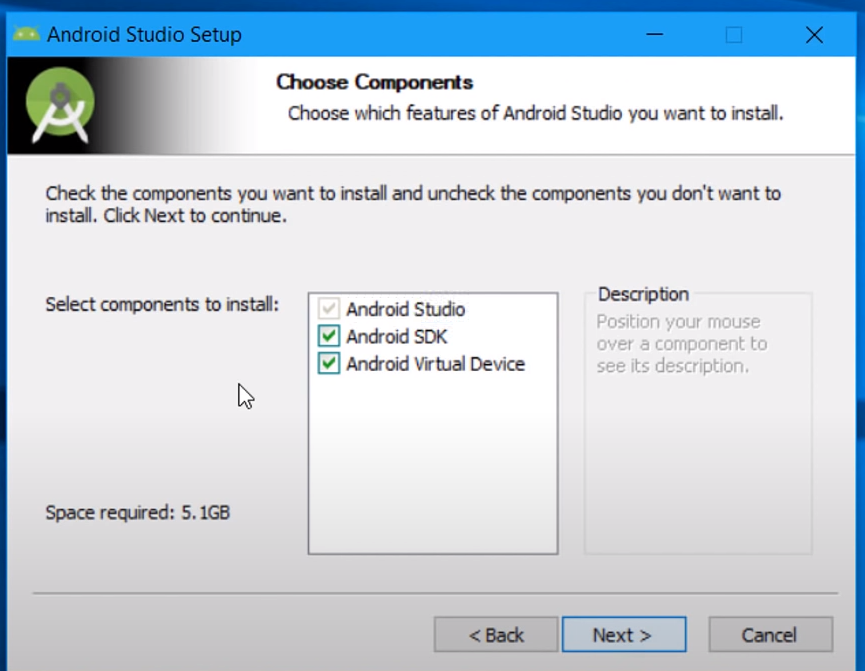 Android Studio Setup
Choose Components
Choose which features of Android Studio you want to install.
Check the components you want to install and uncheck the components you don't want to
install. Click Next to continue.
Select components to install:
Android Studio
Android SDK
Android Virtual Device
Description
Position your mouse
over a component to
see its description.
Space required: 5.1GB
< Back
Next >
Cancel